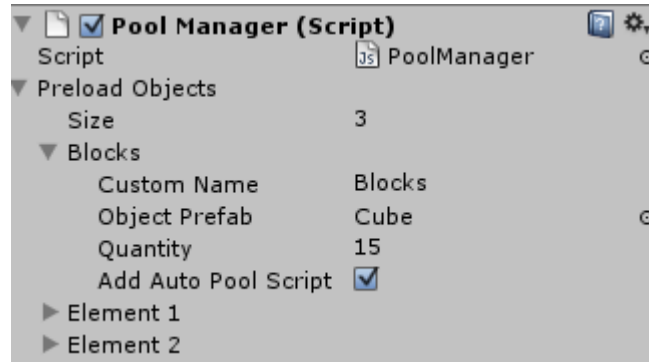 Pool Manager (Script)
Script JS PoolManager
Preload Objects
Size 3
Blocks
Custom Name Blocks
Object Prefab Cube
Quantity 15
Add Auto Pool Script
Element 1
Element 2